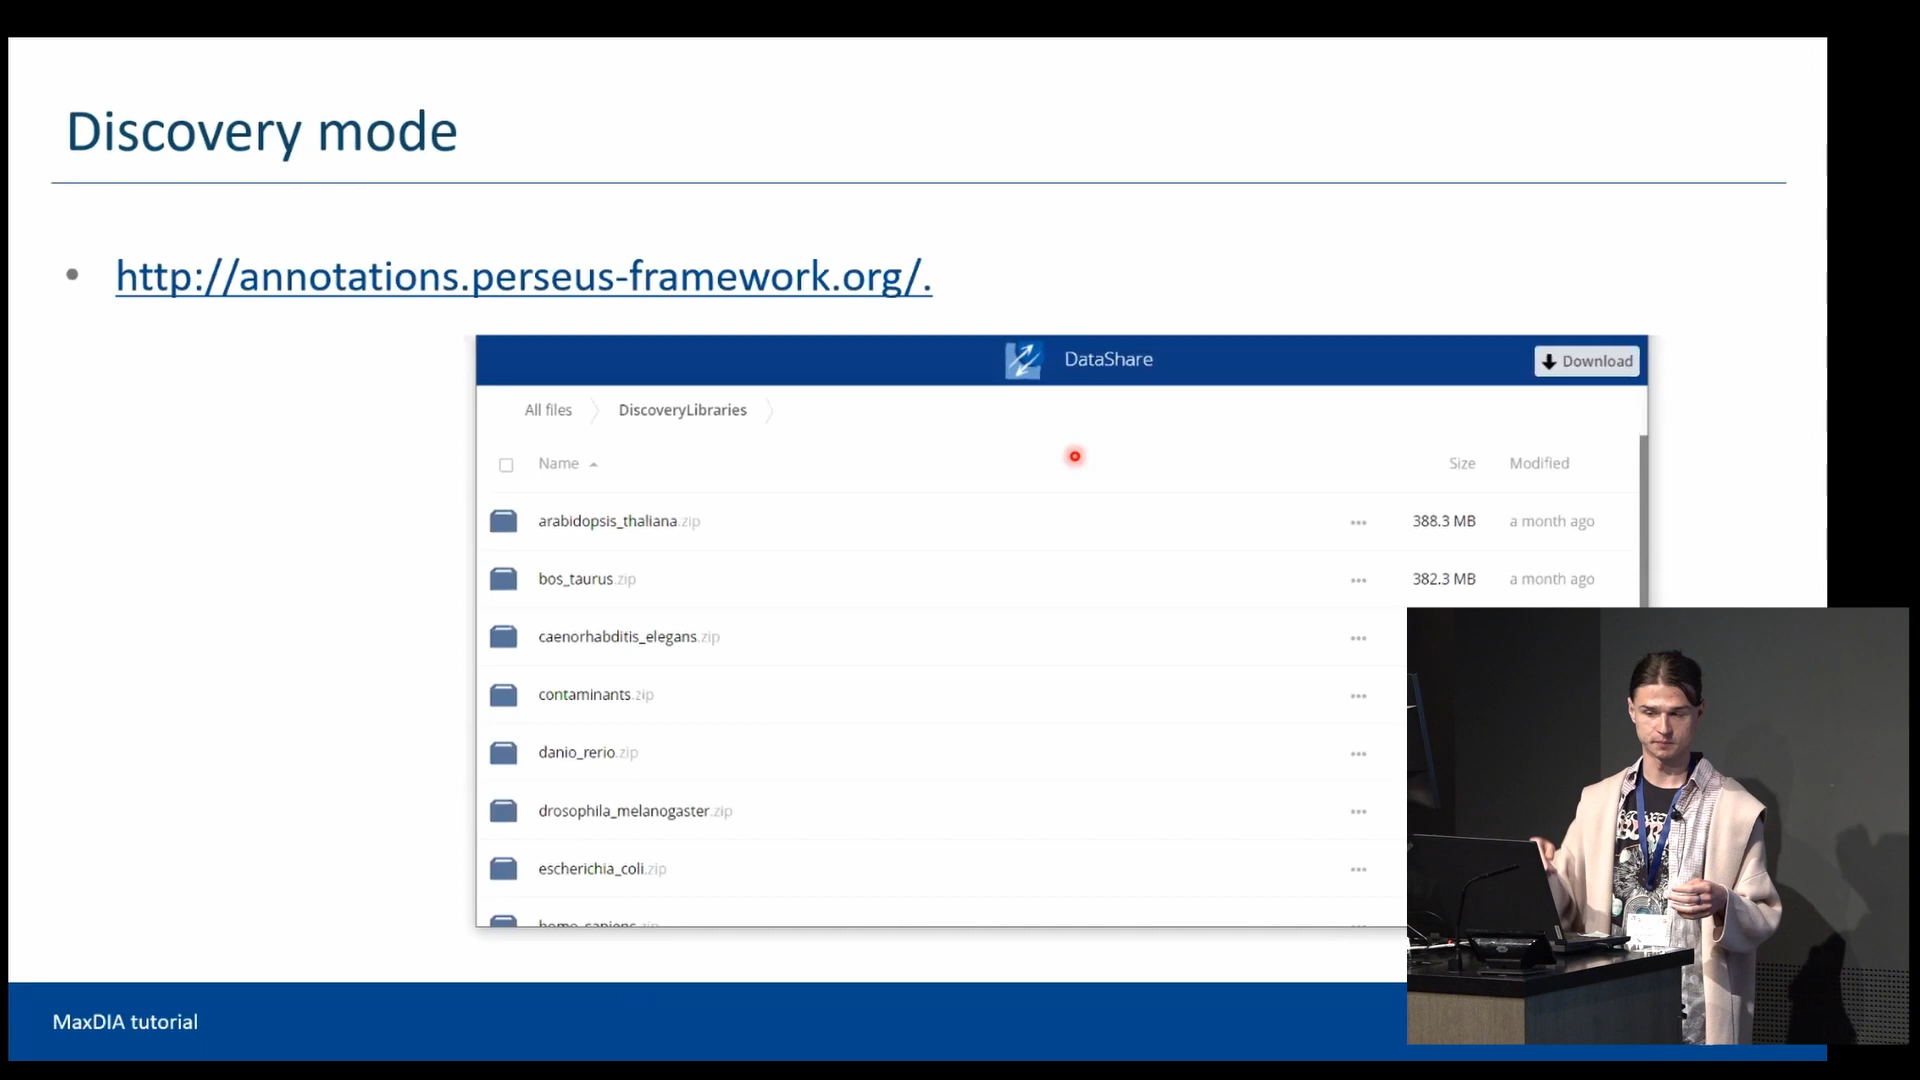 Discovery mode
• http://annotations.perseus-framework.org/.
DataShare
Download
All files
DiscoveryLibraries
Name
Size
Modified
arabidopsis_thaliana.zip
...
388.3 MB
a month ago
bos_taurus.zip
...
382.3 MB
a month ago
caenorhabditis_elegans.zip
...
contaminants.zip
...
danio_rerio.zip
...
drosophila_melanogaster.zip
...
escherichia_coli.zip
...
homo_sapiens.zip
MaxDIA tutorial